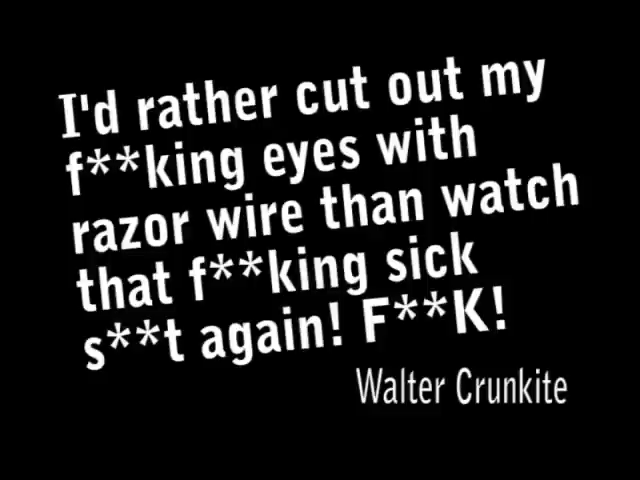 I'd rather cut out my
f**king eyes with
razor wire than watch
that f**king sick
s**t again! F**K!
Walter Crunkite